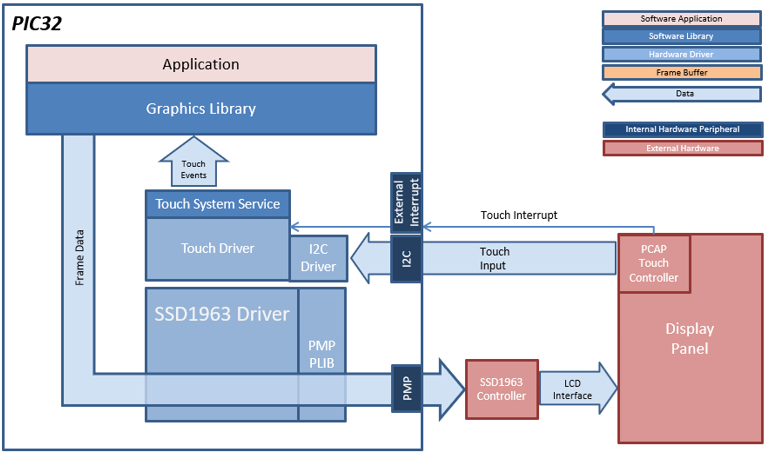 PIC32
Application
Graphics Library
Touch
Events
Touch System Service
Touch Driver
I2C
Driver
SSD1963 Driver
PMP
PLIB
Frame Data
External
Interrupt
I2C
PMP
Touch Interrupt
Touch
Input
PCAP
Touch
Controller
Display
Panel
SSD1963
Controller
LCD
Interface
Software Application
Software Library
Hardware Driver
Frame Buffer
Data
Internal Hardware Peripheral
External Hardware